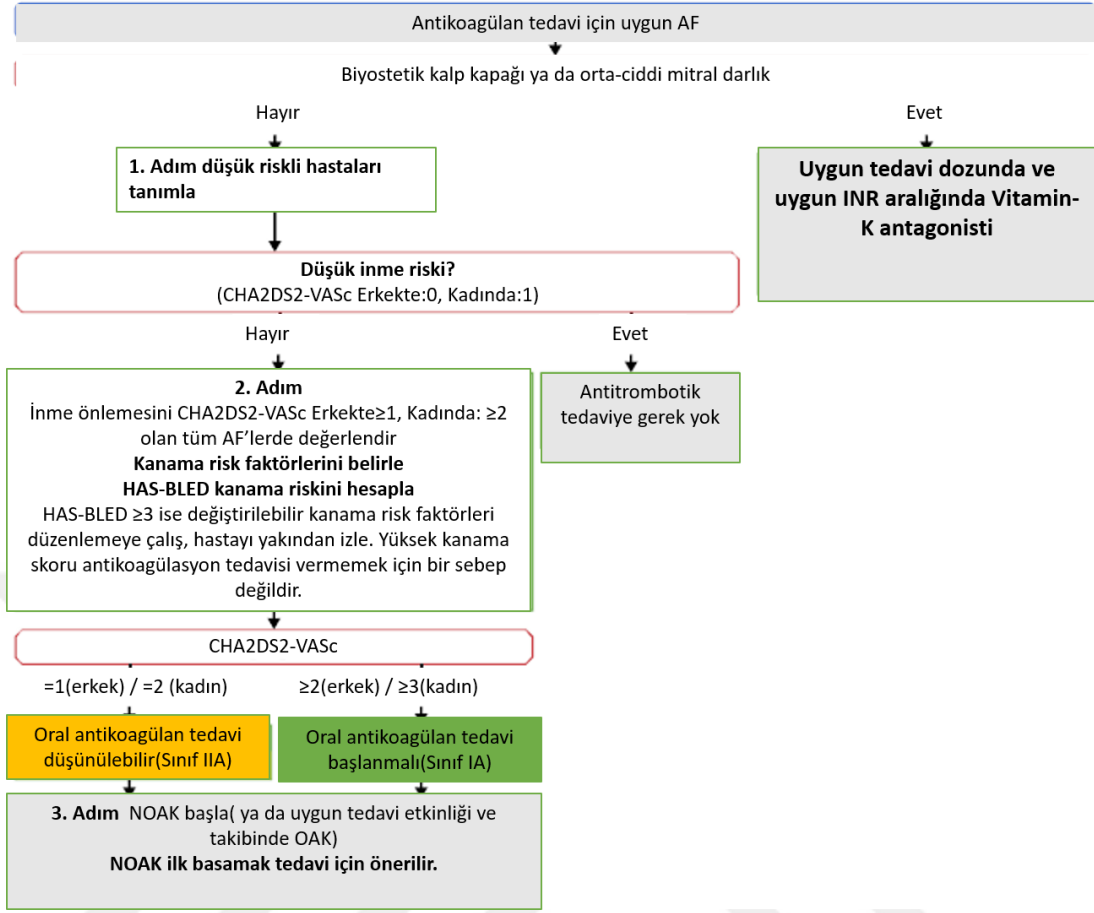 Antikoagülan tedavi için uygun AF
Biyostetik kalp kapağı ya da orta-ciddi mitral darlık
Hayır
Evet
1. Adım düşük riskli hastaları
tanımla
Uygun tedavi dozunda ve
uygun INR aralığında Vitamin-
K antagonisti
Düşük inme riski?
(CHA2DS2-VASc Erkekte:0, Kadında:1)
Hayır
Evet
2. Adım
İnme önlemesini CHA2DS2-VASc Erkekte≥1, Kadında: ≥2
olan tüm AF’lerde değerlendir
Kanama risk faktörlerini belirle
HAS-BLED kanama riskini hesapla
HAS-BLED ≥3 ise değiştirilebilir kanama risk faktörleri
düzenlemeye çalış, hastayı yakından izle. Yüksek kanama
skoru antikoagülasyon tedavisi vermemek için bir sebep
değildir.
Antitrombotik
tedaviye gerek yok
CHA2DS2-VASc
=1(erkek) / =2 (kadın)
≥2(erkek) / ≥3(kadın)
Oral antikoagülan tedavi
düşünülebilir(Sınıf IIA)
Oral antikoagülan tedavi
başlanmalı(Sınıf IA)
3. Adım NOAK başla( ya da uygun tedavi etkinliği ve
takibinde OAK)
NOAK ilk basamak tedavi için önerilir.